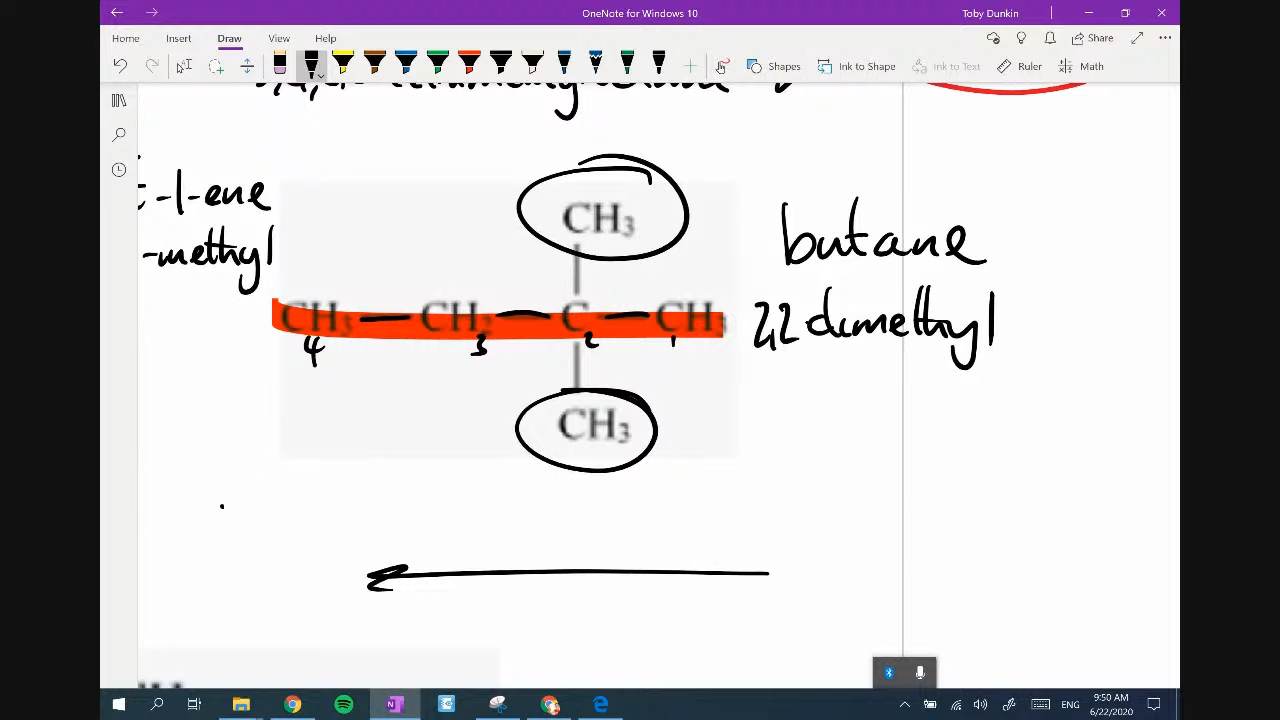 OneNote for Windows 10
Toby Dunkin
Home Insert Draw View Help
Share
Shapes Ink to Shape Ink to Text Ruler Math
-1-ene
-methyl
CH3
butane
CH3 — CH2 — C — CH3
4 3 2 1
2,2 dimethyl
CH3
ENG
9:50 AM
6/22/2020